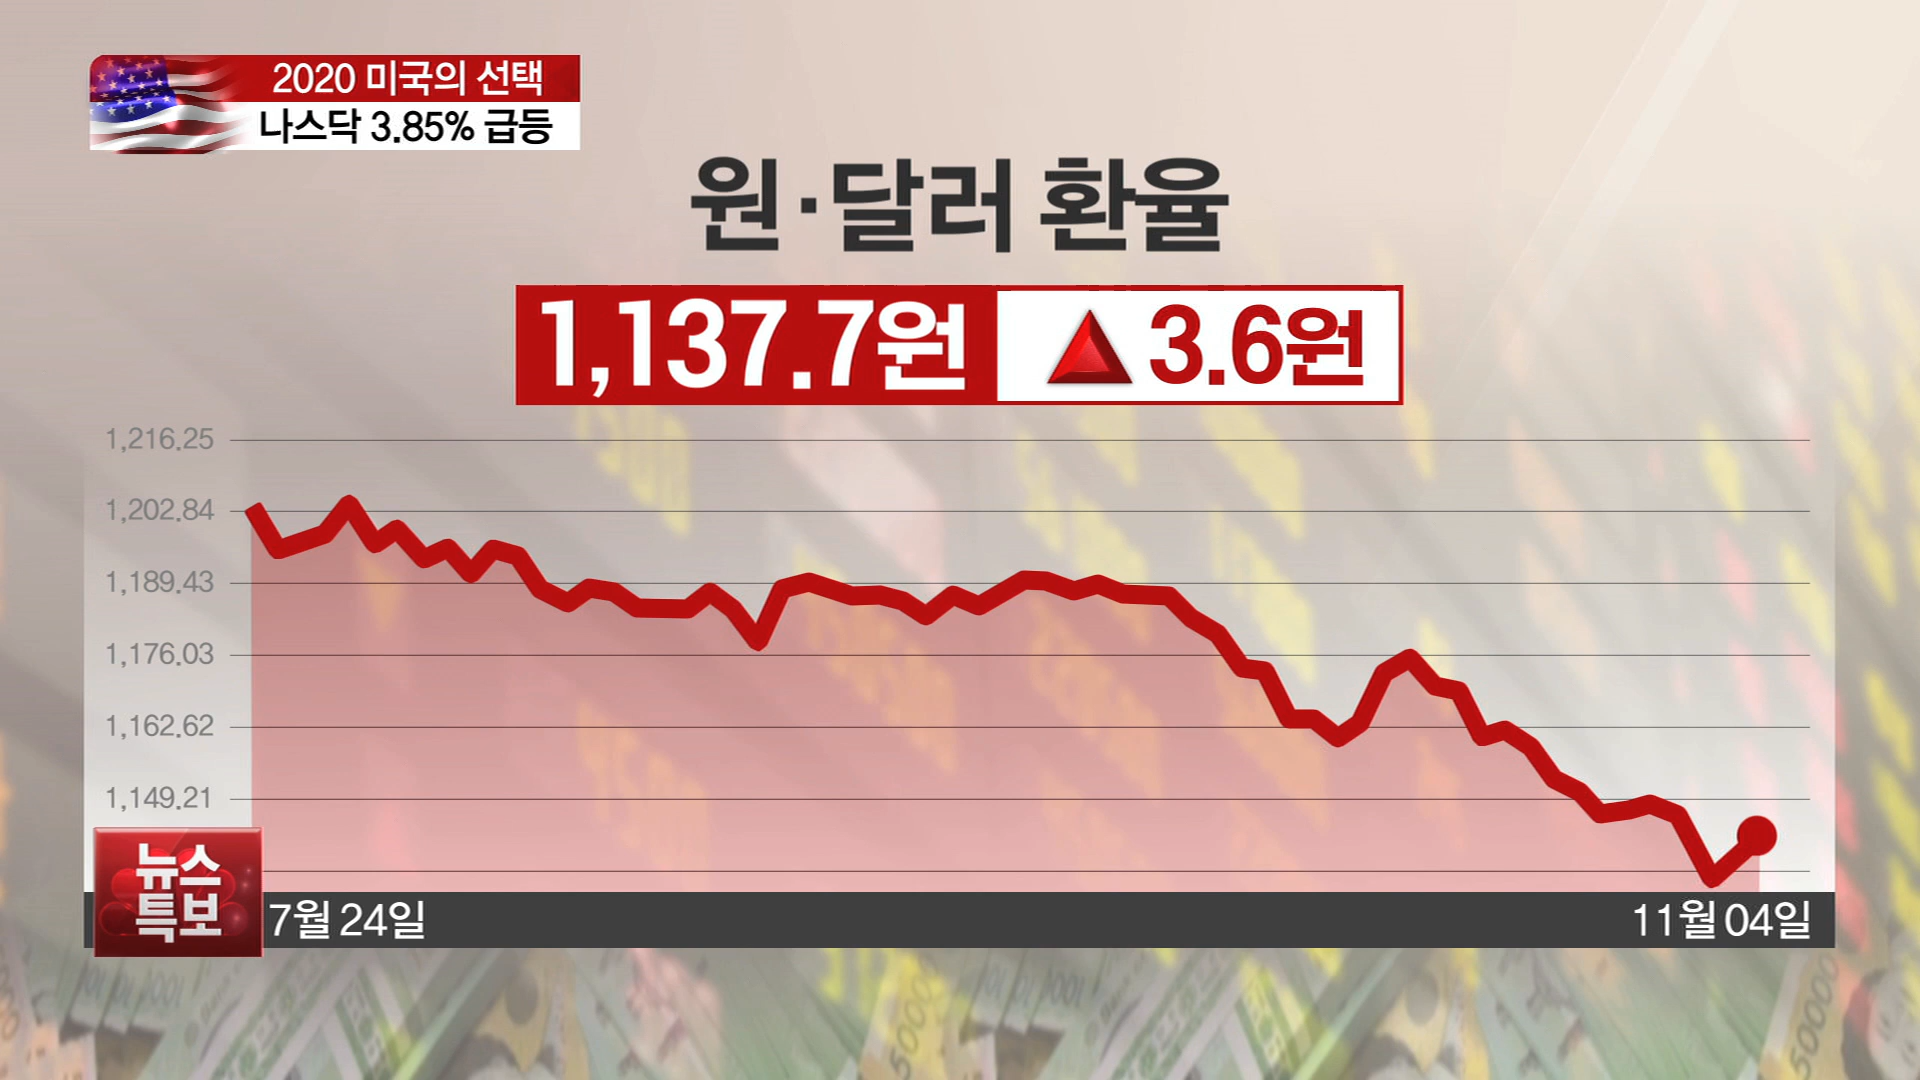 2020 미국의 선택
나스닥 3.85% 급등
원·달러 환율
1,137.7원 ▲ 3.6원
1,216.25
1,202.84
1,189.43
1,176.03
1,162.62
1,149.21
뉴스
특보
7월 24일
11월 04일
50000
50000